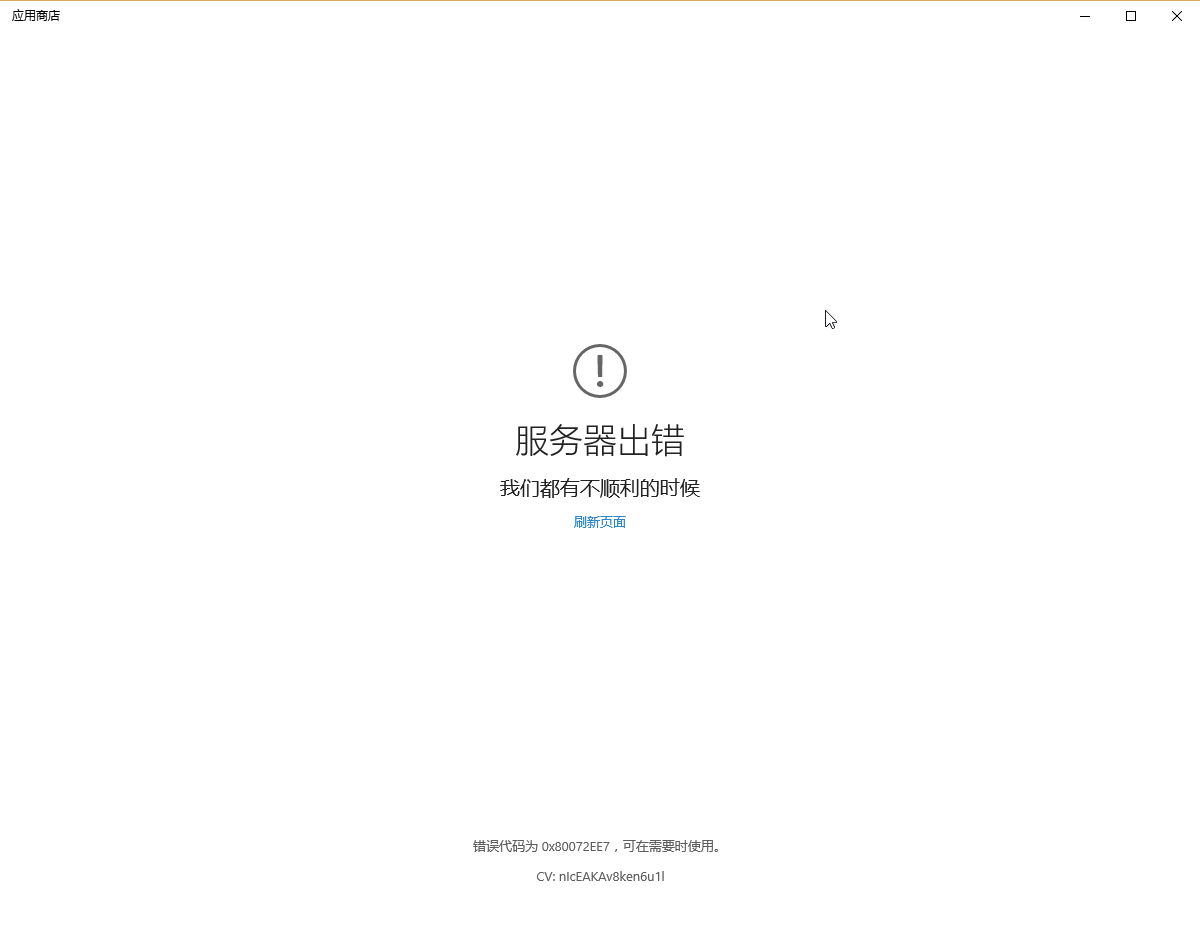 应用商店
服务器出错
我们都有不顺利的时候
刷新页面
错误代码为 0x80072EE7，可在需要时使用。
CV: nIcEAKAv8ken6u1l